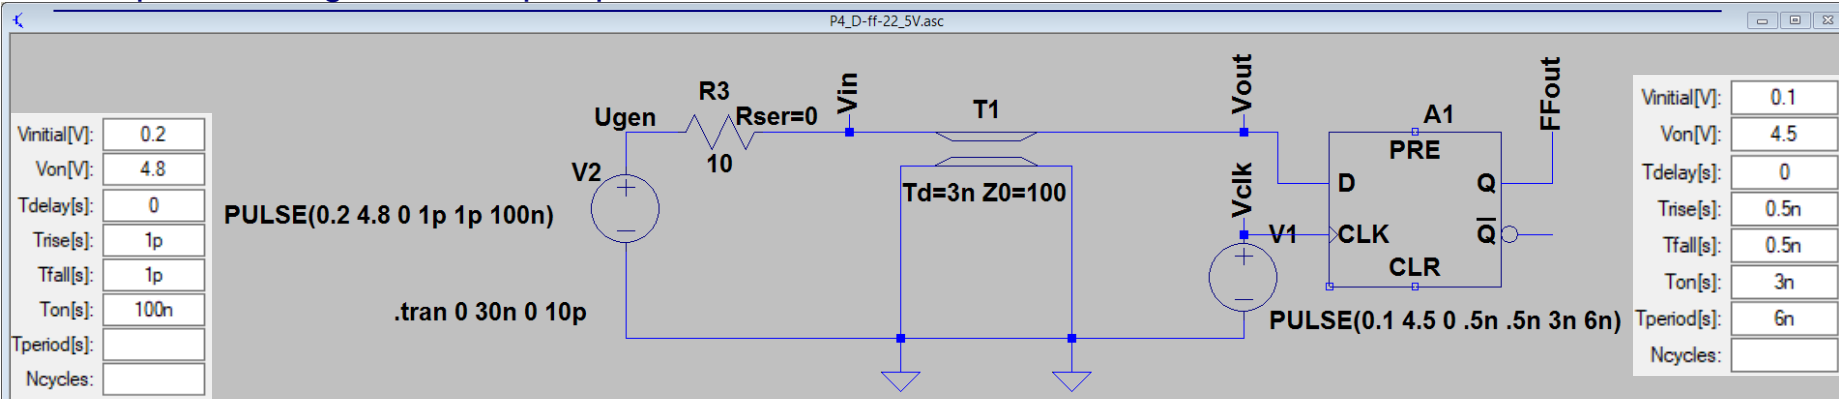 P4_D-ff-22_5V.asc
Vinitial[V]: 0.2
Von[V]: 4.8
Tdelay[s]: 0
Trise[s]: 1p
Tfall[s]: 1p
Ton[s]: 100n
Tperiod[s]:
Ncycles:
PULSE(0.2 4.8 0 1p 1p 100n)
V2
Ugen
R3
Rser=0
10
Vin
.tran 0 30n 0 10p
T1
Td=3n Z0=100
Vout
Vclk
V1
PULSE(0.1 4.5 0 .5n .5n 3n 6n)
A1
PRE
D
Q
CLK
Q
CLR
FFout
Vinitial[V]: 0.1
Von[V]: 4.5
Tdelay[s]: 0
Trise[s]: 0.5n
Tfall[s]: 0.5n
Ton[s]: 3n
Tperiod[s]: 6n
Ncycles: